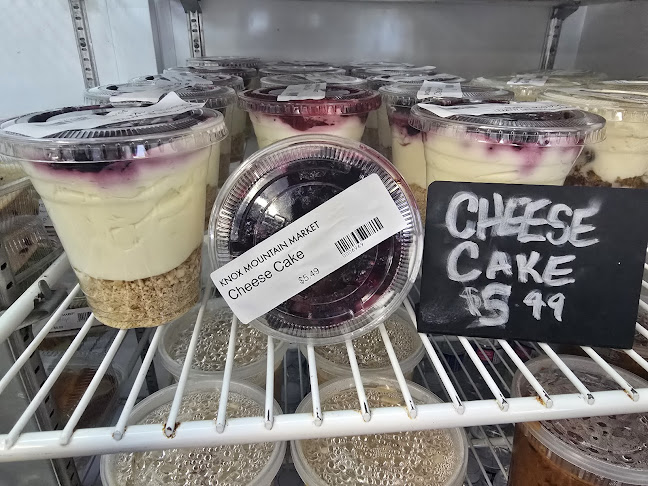 KNOX MOUNTAIN MARKET
Cheese Cake
$5.49
CHEESE
CAKE
$5.49